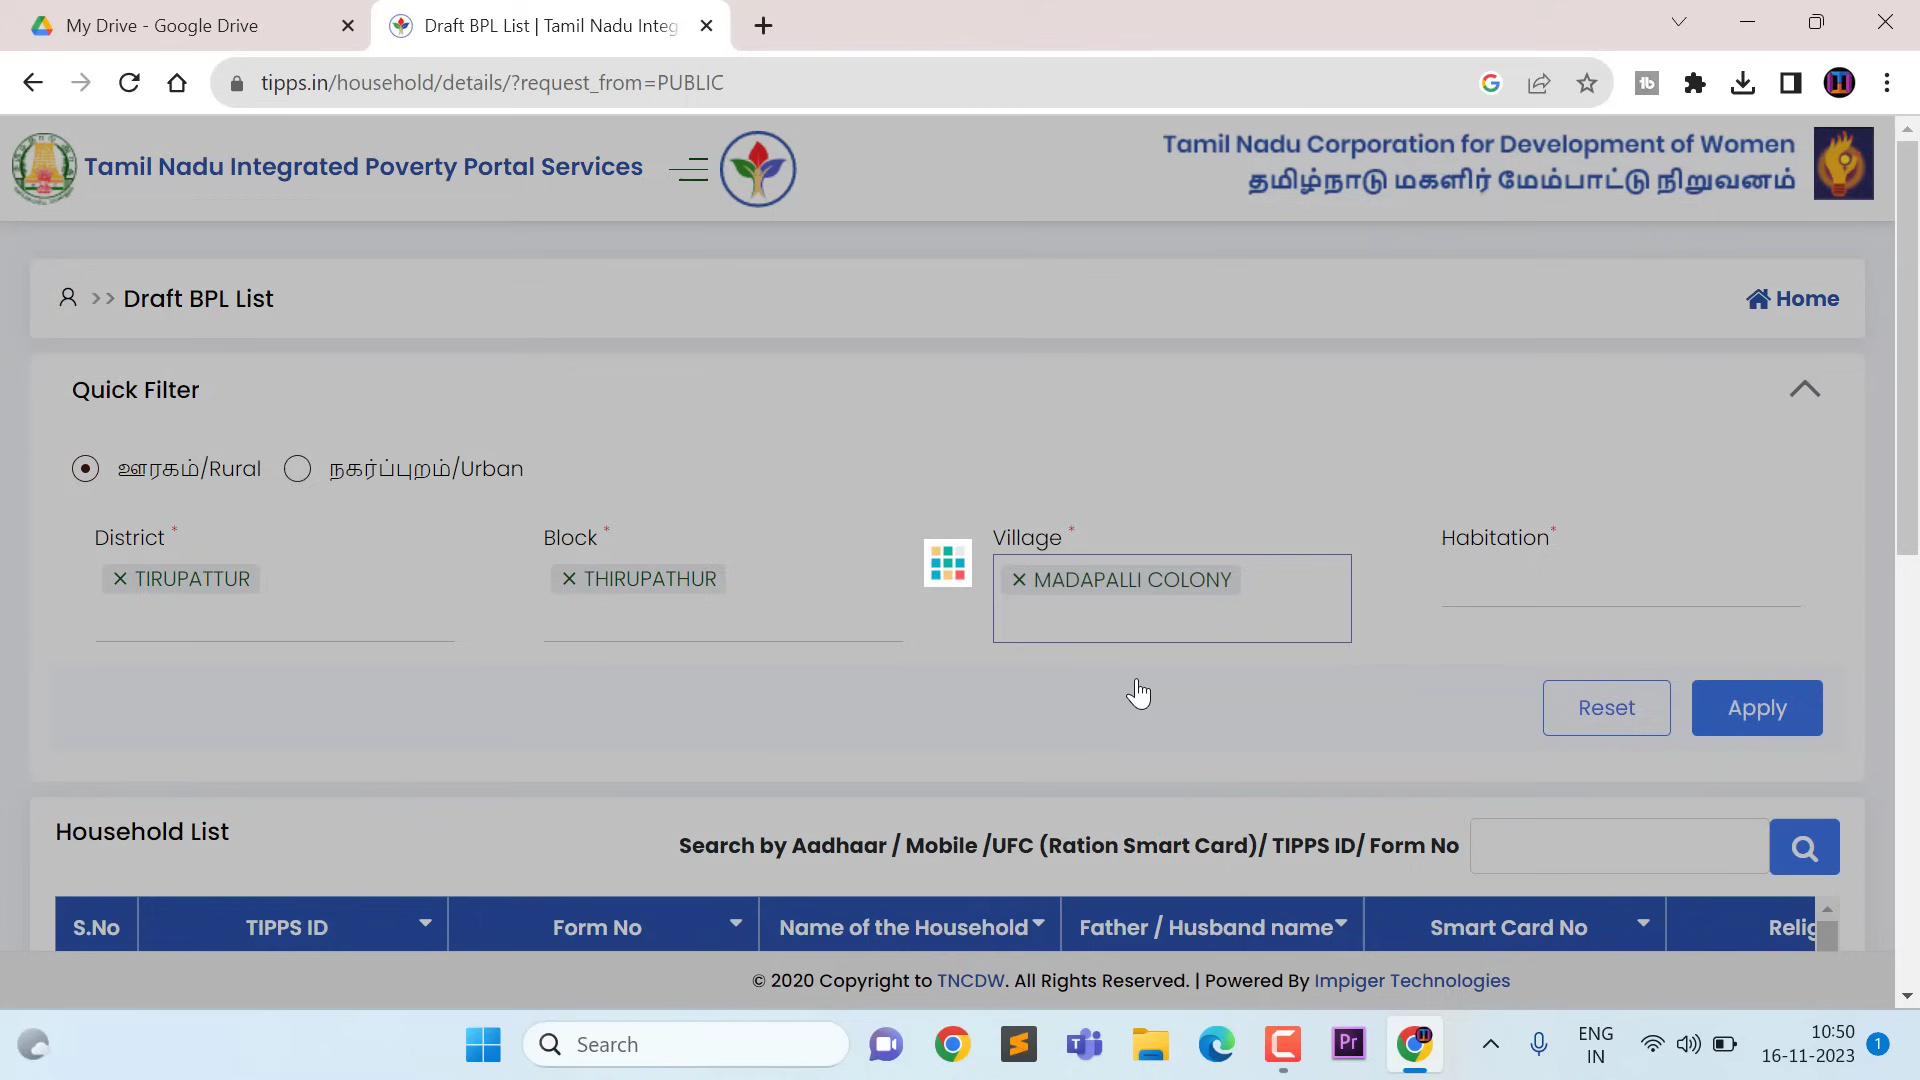 My Drive - Google Drive
Draft BPL List | Tamil Nadu Integ
tipps.in/household/details/?request_from=PUBLIC
Tamil Nadu Integrated Poverty Portal Services
Tamil Nadu Corporation for Development of Women
தமிழ்நாடு மகளிர் மேம்பாட்டு நிறுவனம்
>> Draft BPL List
Home
Quick Filter
ஊரகம்/Rural
நகர்ப்புறம்/Urban
District *
Block *
Village *
Habitation*
× TIRUPATTUR
× THIRUPATHUR
× MADAPALLI COLONY
Reset
Apply
Household List
Search by Aadhaar / Mobile /UFC (Ration Smart Card)/ TIPPS ID/ Form No
S.No
TIPPS ID
Form No
Name of the Household
Father / Husband name
Smart Card No
Relig
© 2020 Copyright to TNCDW. All Rights Reserved. | Powered By Impiger Technologies
Search
Pr
ENG
IN
10:50
16-11-2023
1